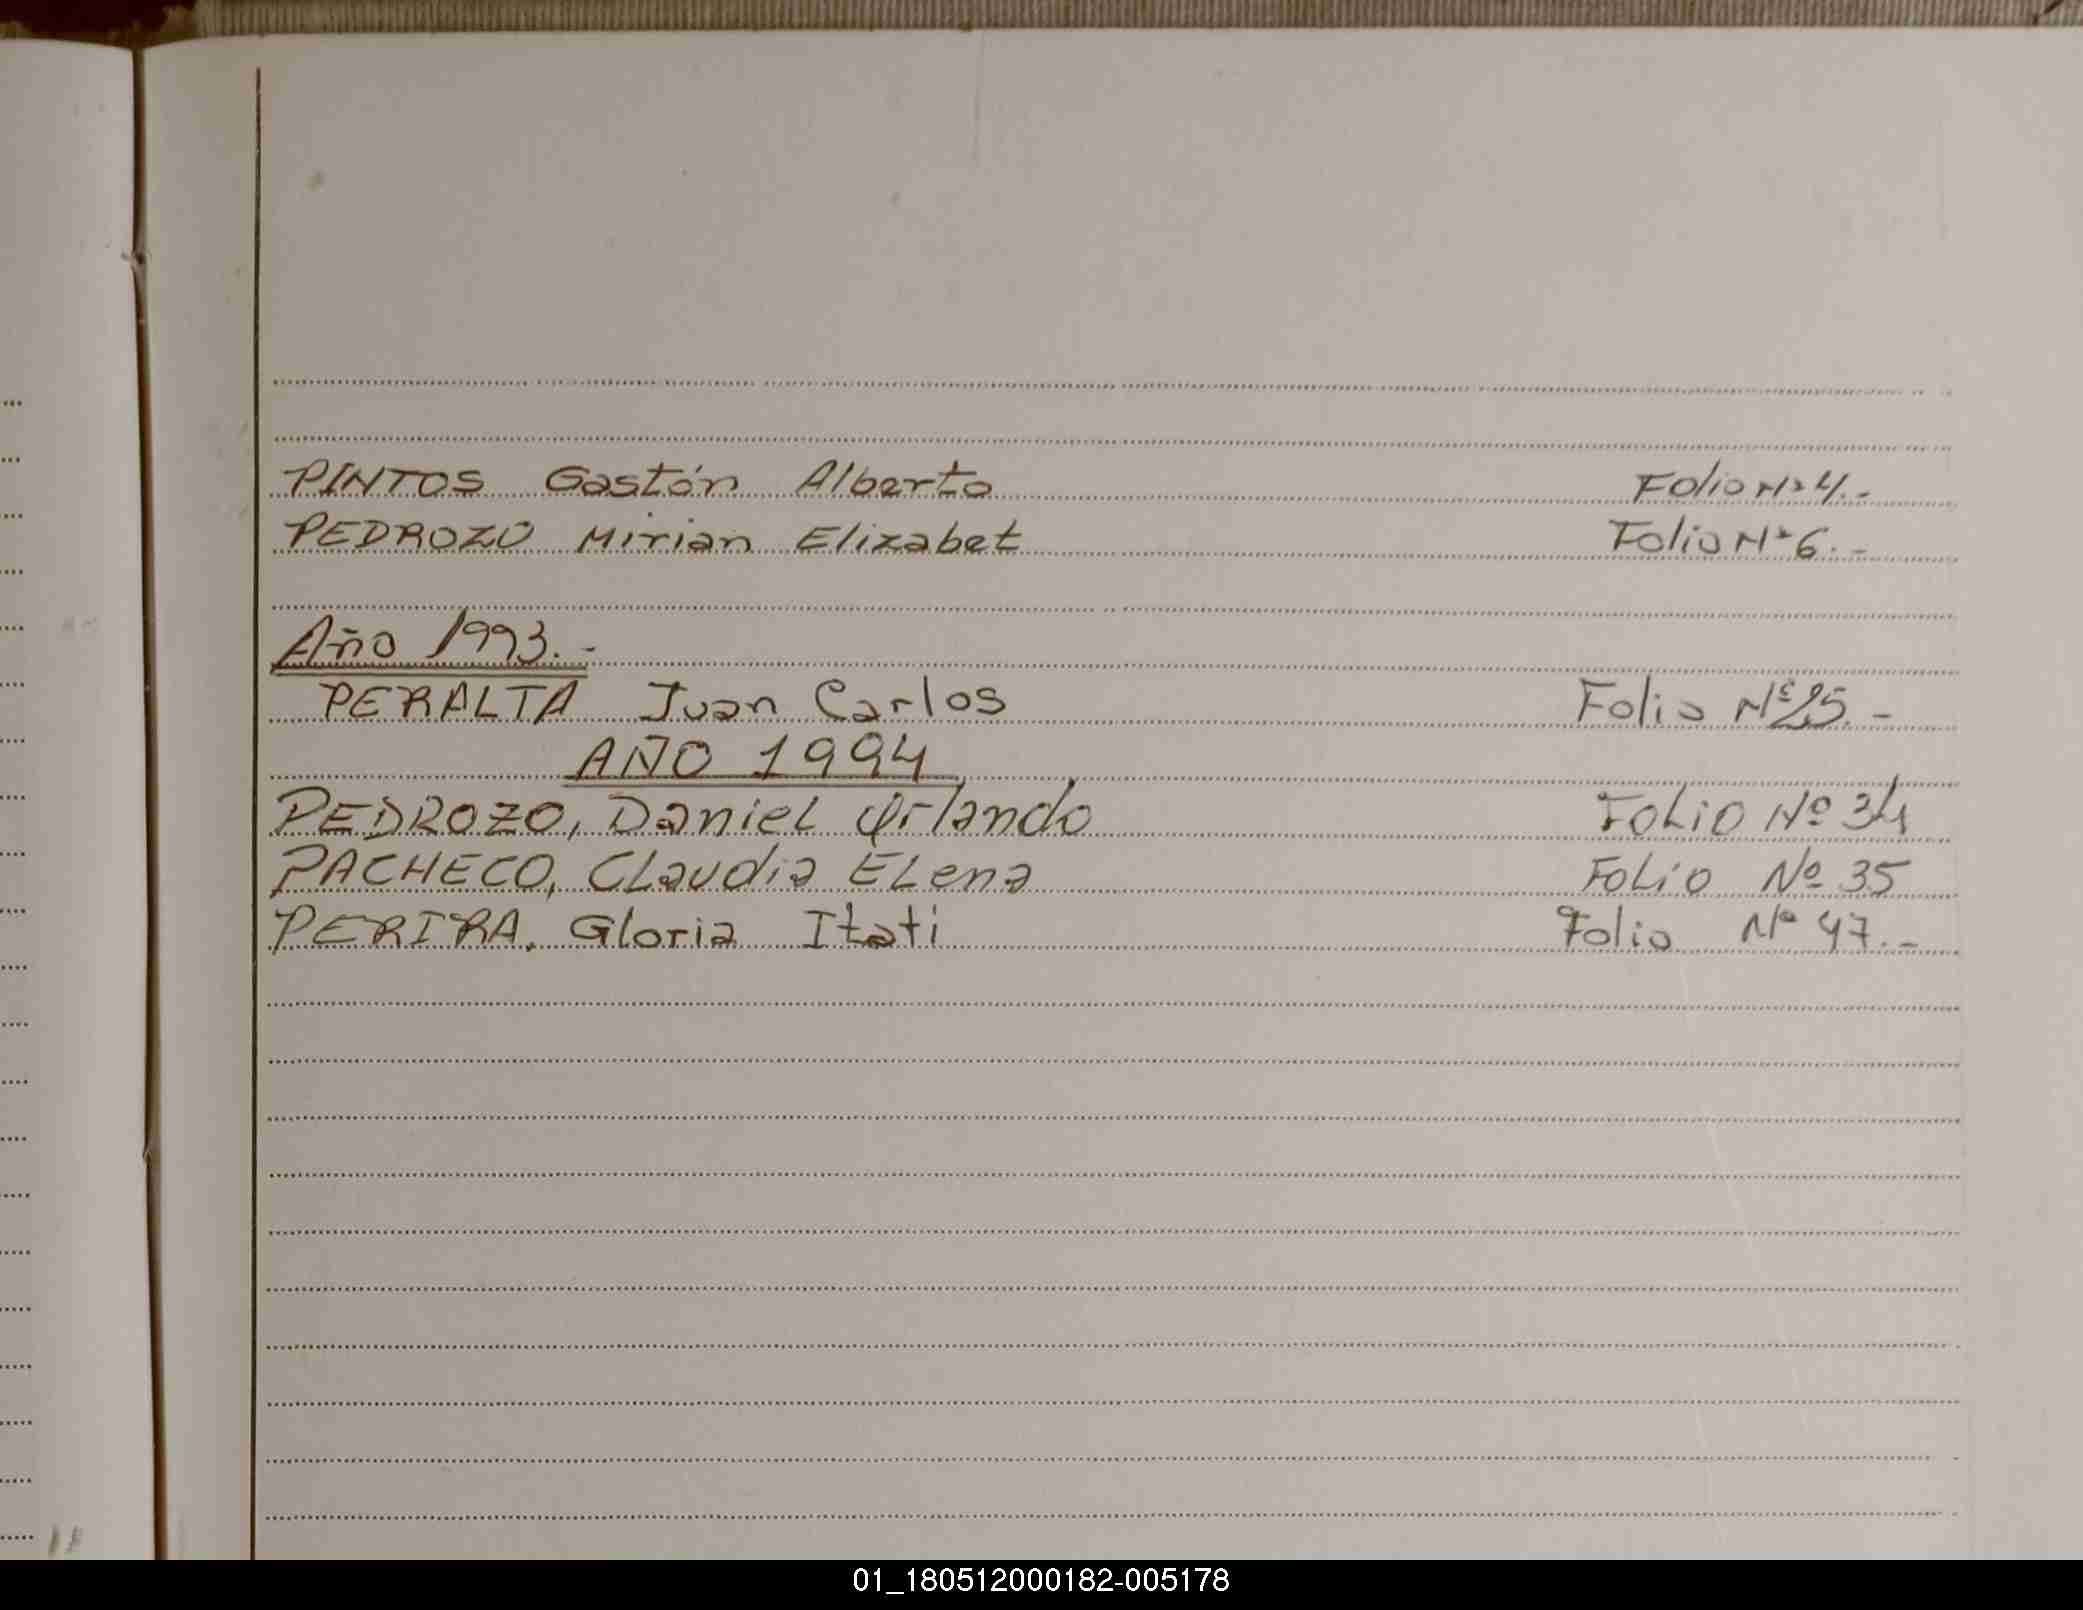 PINTOS Gastón Alberto Folio Nº 4.-
PEDROZO Mirian Elizabet Folio Nº 6.-
Año 1993.-
PERALTA Juan Carlos Folio Nº 25.-
AÑO 1994
PEDROZO, Daniel Orlando Folio Nº 34
PACHECO, Claudia Elena Folio Nº 35
PERIRA, Gloria Itati Folio Nº 47.-
01_180512000182-005178